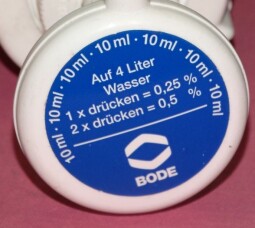 10 ml · 10 ml · 10 ml · 10 ml · 10 ml · 10 ml · 10 ml
Auf 4 Liter
Wasser
1 x drücken = 0,25 %
2 x drücken = 0,5 %
BODE